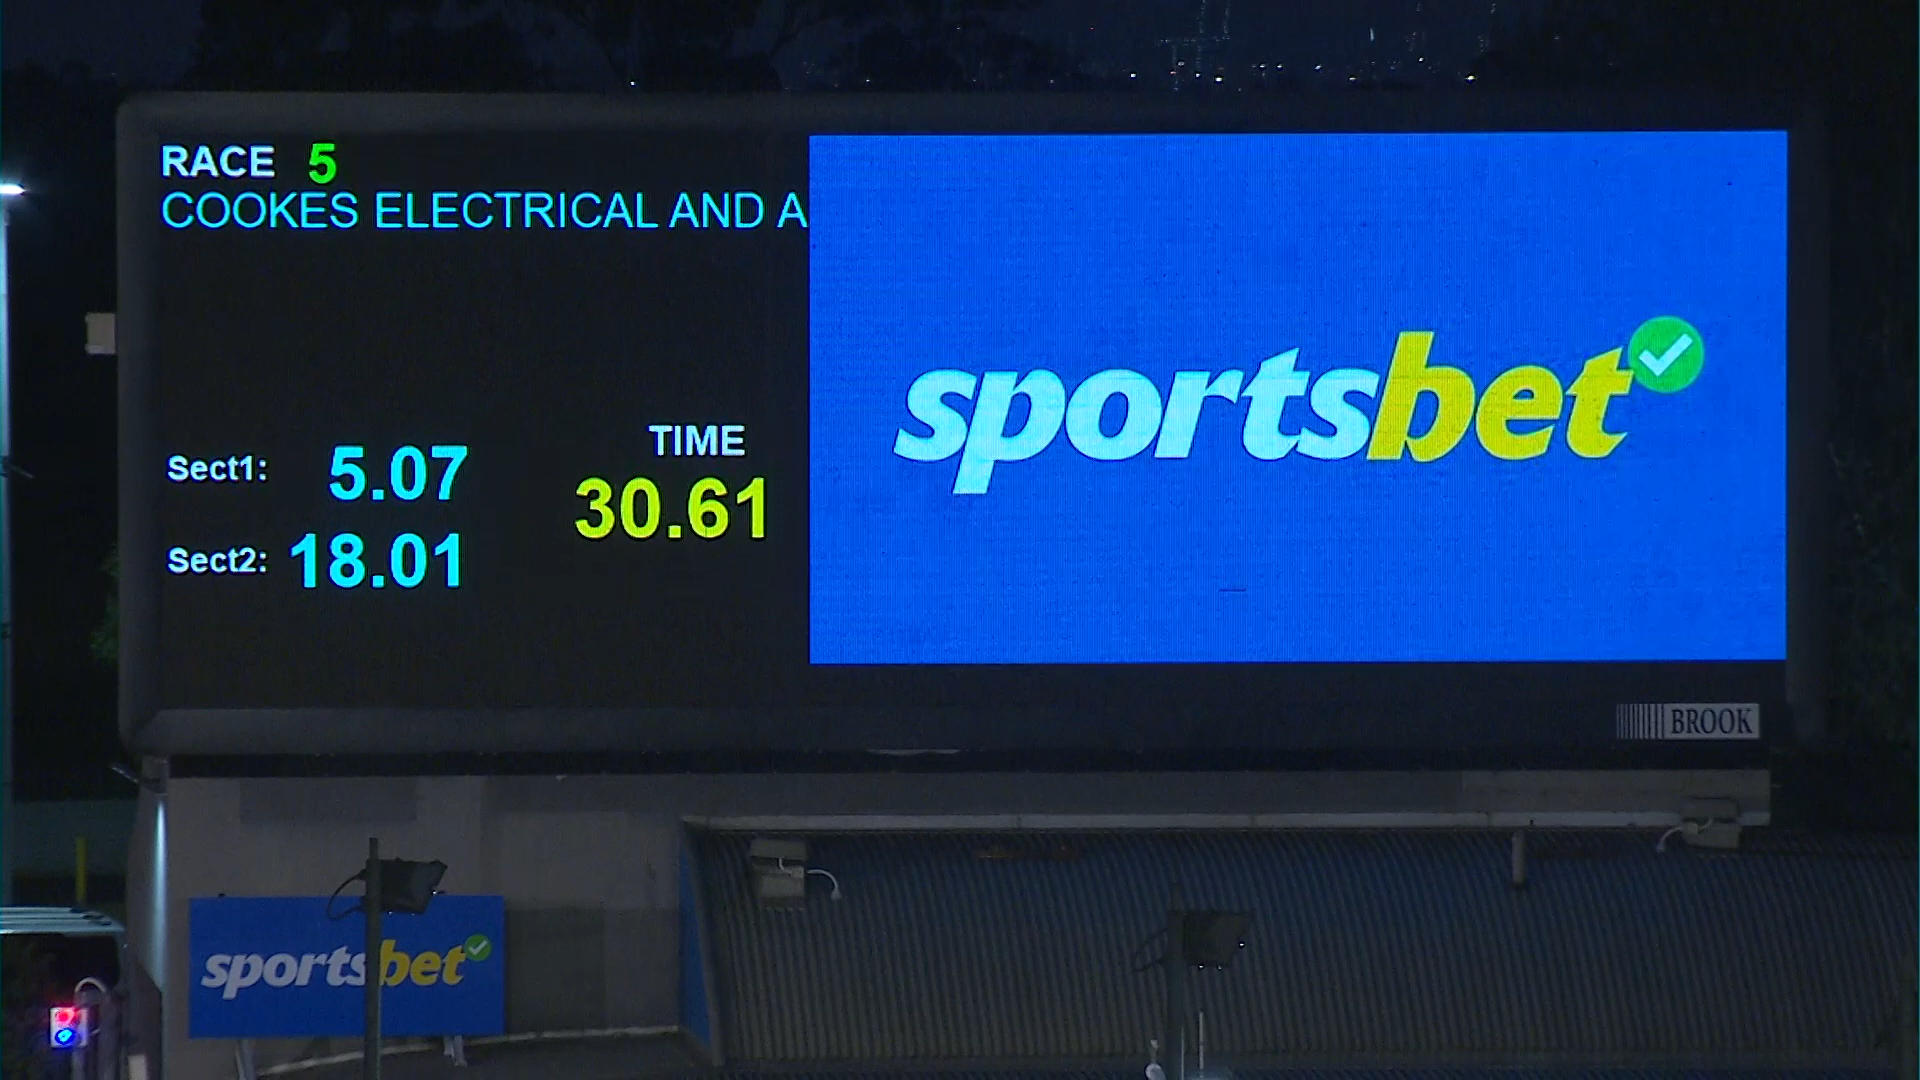 RACE 5
COOKES ELECTRICAL AND A
TIME
Sect1: 5.07
30.61
Sect2: 18.01
sportsbet
BROOK
sportsbet